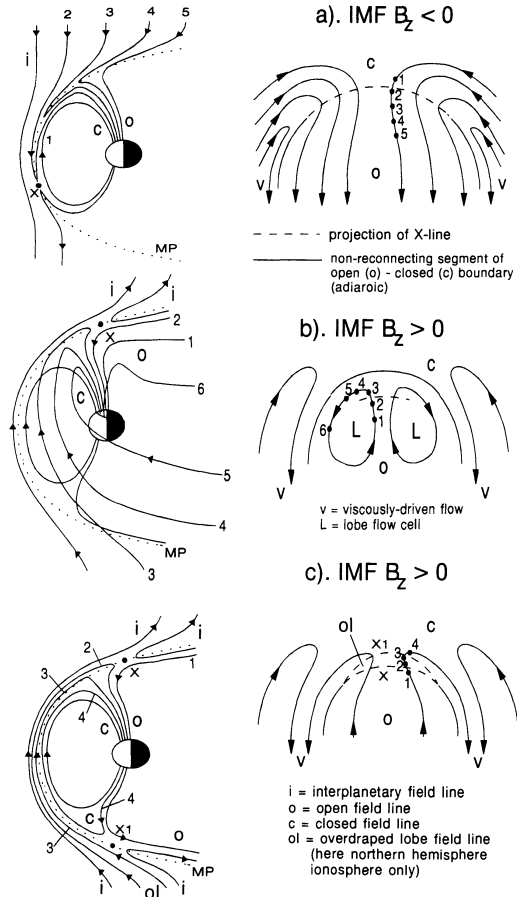 a). IMF Bz < 0
2 3 4 5
i
1
c
o
X
MP
c
1
2
3
4
5
o
v
v
projection of X-line
non-reconnecting segment of
open (o) - closed (c) boundary
(adiaroic)
b). IMF Bz > 0
i
i
2
X
1
o
c
6
5
4
MP
3
c
5 4 3
2
6
1
L
L
o
v
v
v = viscously-driven flow
L = lobe flow cell
c). IMF Bz > 0
i
i
2
1
3
X
4
c
o
4
c
X1
o
3
MP
i
ol
i
ol
X1
4
c
3
2
X
1
o
v
v
i = interplanetary field line
o = open field line
c = closed field line
ol = overdraped lobe field line
(here northern hemisphere
ionosphere only)